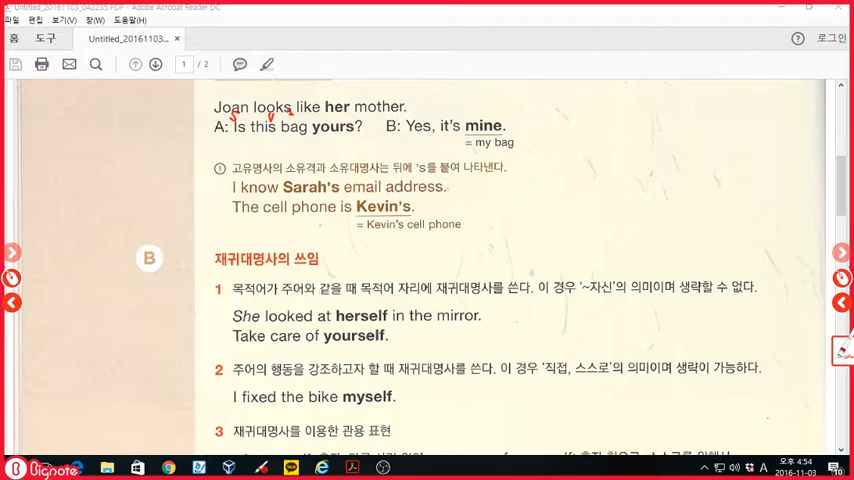 Untitled_20161103_042235.PDF - Adobe Acrobat Reader DC
파일 편집 보기(V) 창(W) 도움말(H)
홈 도구 Untitled_20161103... × ? 로그인
1 / 2
Joan looks like her mother.
S V 2
A: Is this bag yours? B: Yes, it's mine.
= my bag
! 고유명사의 소유격과 소유대명사는 뒤에 's를 붙여 나타낸다.
I know Sarah's email address.
The cell phone is Kevin's.
= Kevin's cell phone
B 재귀대명사의 쓰임
1 목적어가 주어와 같을 때 목적어 자리에 재귀대명사를 쓴다. 이 경우 '~자신'의 의미이며 생략할 수 없다.
She looked at herself in the mirror.
Take care of yourself.
2 주어의 행동을 강조하고자 할 때 재귀대명사를 쓴다. 이 경우 '직접, 스스로'의 의미이며 생략이 가능하다.
I fixed the bike myself.
3 재귀대명사를 이용한 관용 표현
Bignote
A 오후 4:54
2016-11-03
10